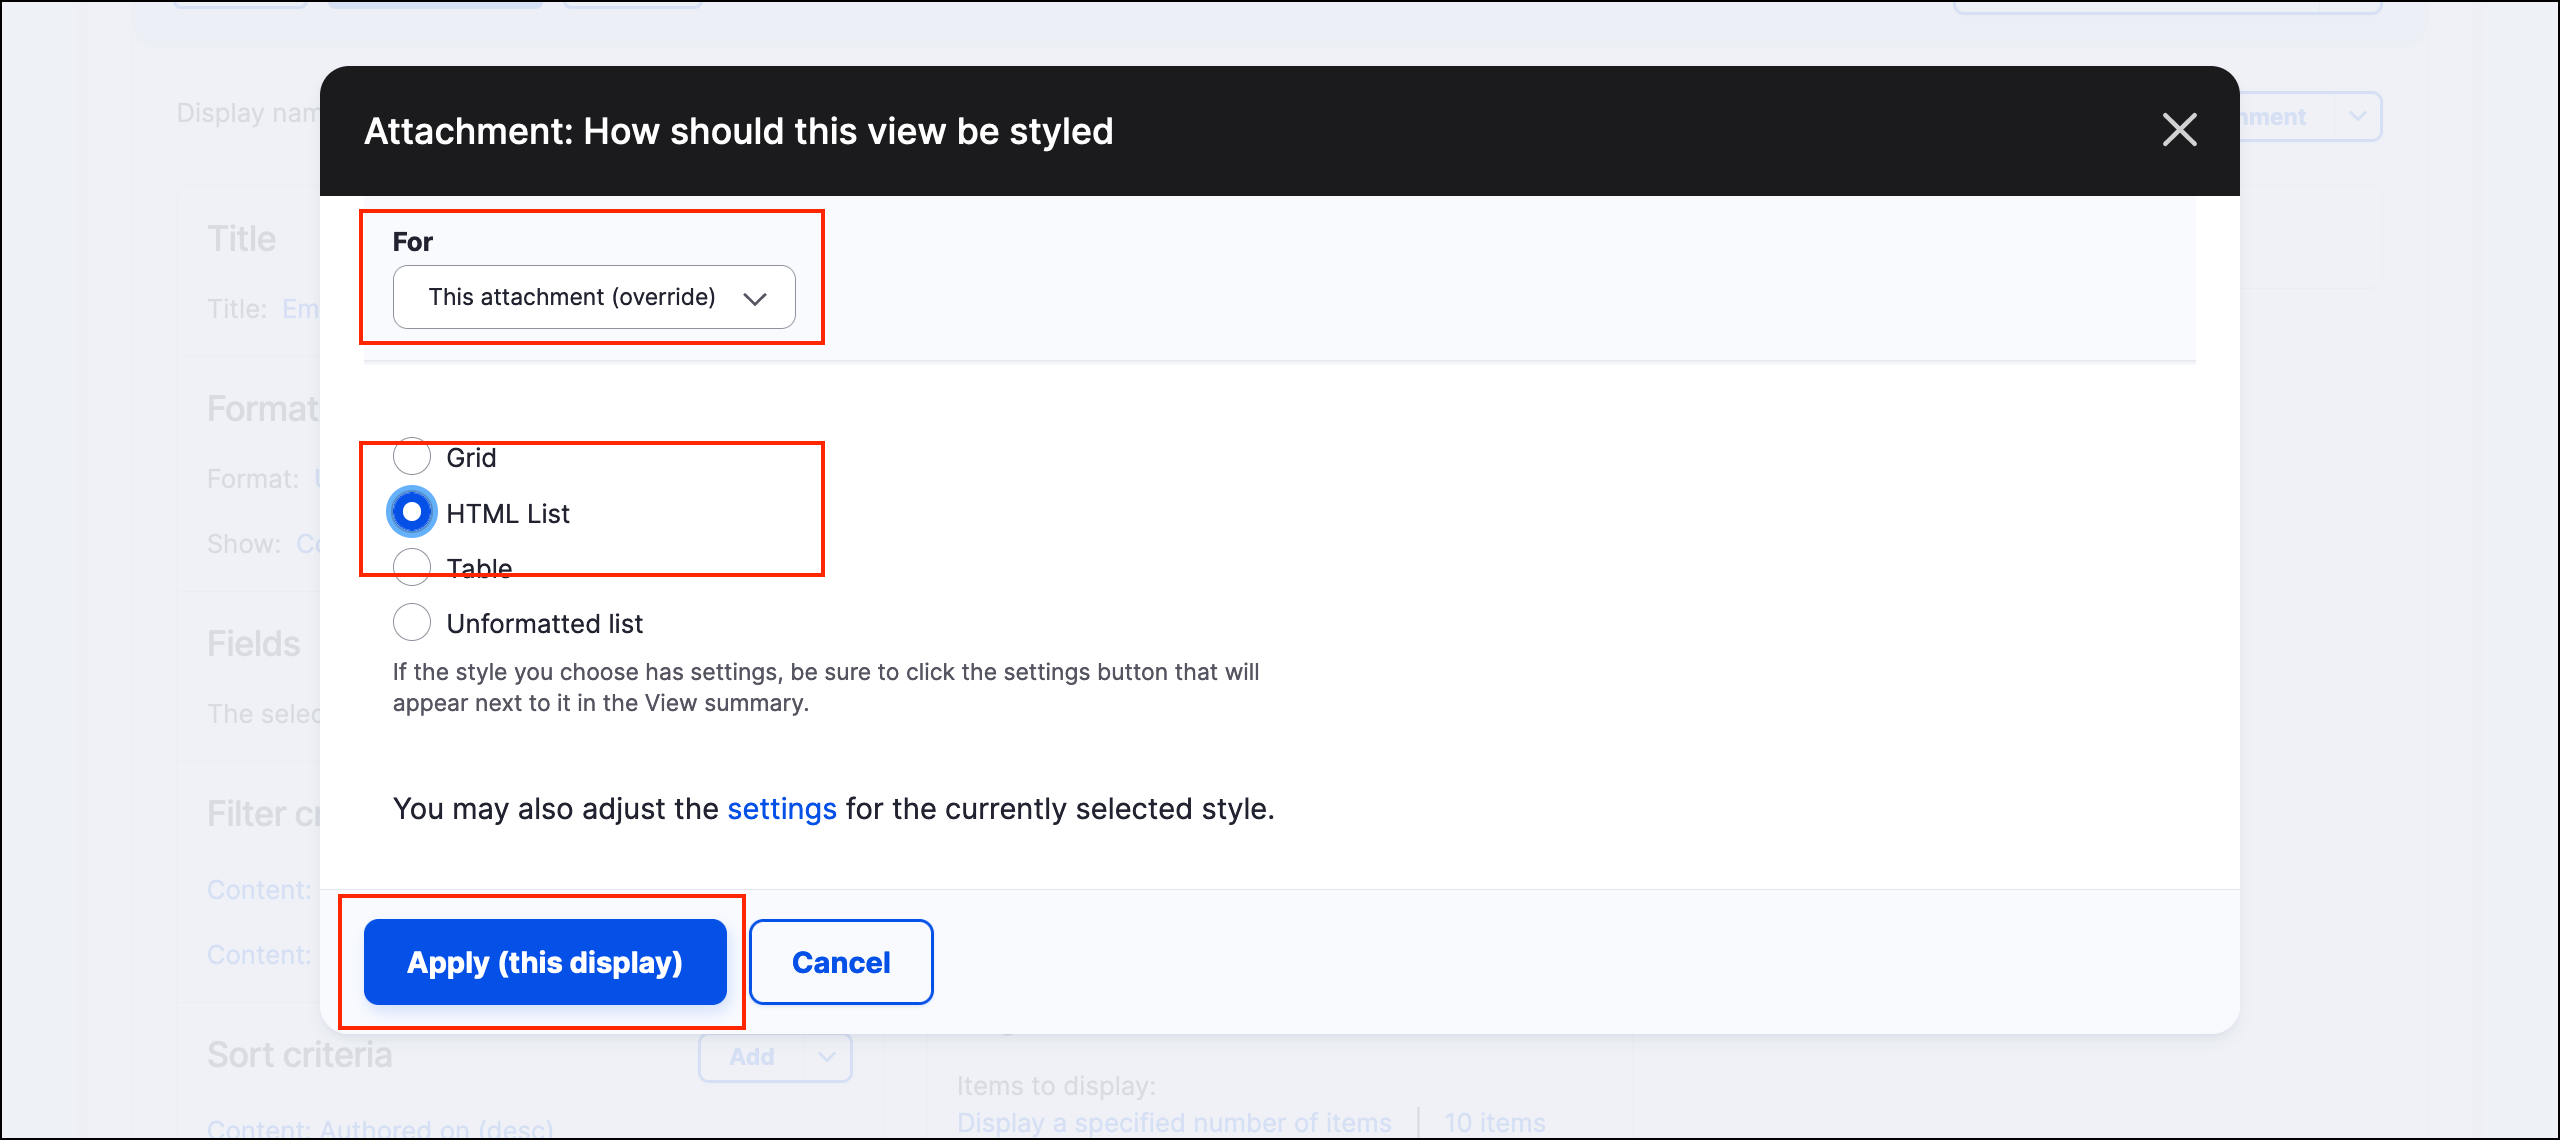 Display nam
Attachment: How should this view be styled
For
This attachment (override)
Title
Title: Em
Format
Grid
Format:
HTML List
Show: Co
Table
Fields
Unformatted list
If the style you choose has settings, be sure to click the settings button that will
appear next to it in the View summary.
The selec
You may also adjust the settings for the currently selected style.
Filter cr
Content:
Content:
Apply (this display)
Cancel
Sort criteria
Add
Items to display:
Display a specified number of items
10 items
Content: Authored on (desc)